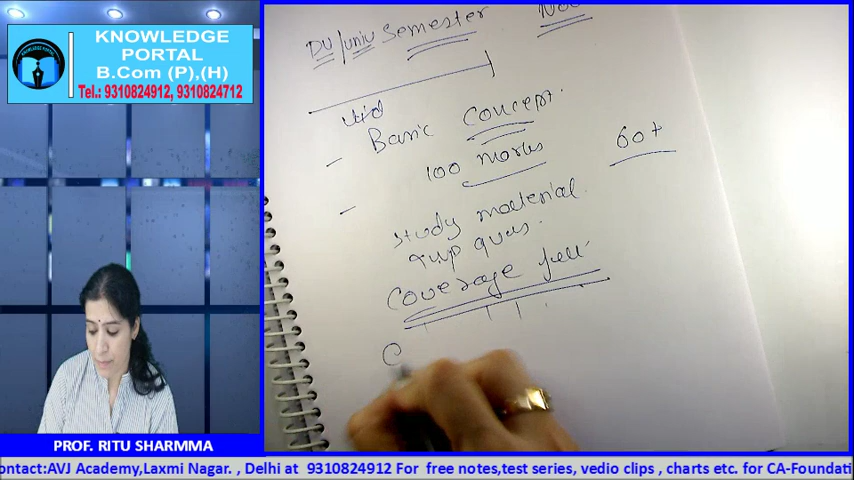 KNOWLEDGE
PORTAL
B.Com (P),(H)
Tel.: 9310824912, 9310824712
KNOWLEDGE PORTAL
DU/univ Semester
Basic Concept.
100 marks
60+
study material
ques.
Coverage full
C
PROF. RITU SHARMMA
ontact:AVJ Academy,Laxmi Nagar. , Delhi at 9310824912 For free notes,test series, vedio clips , charts etc. for CA-Foundati